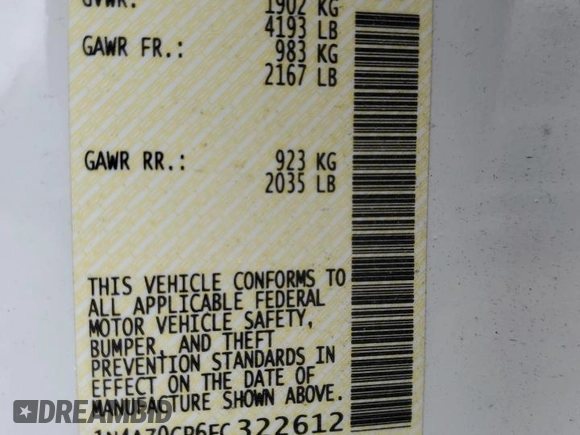 GVWR: 1902 KG
4193 LB
GAWR FR.: 983 KG
2167 LB
GAWR RR.: 923 KG
2035 LB
THIS VEHICLE CONFORMS TO
ALL APPLICABLE FEDERAL
MOTOR VEHICLE SAFETY,
BUMPER, AND THEFT
PREVENTION STANDARDS IN
EFFECT ON THE DATE OF
MANUFACTURE SHOWN ABOVE.
1N4AZ0CP6FC322612
DREAMBID